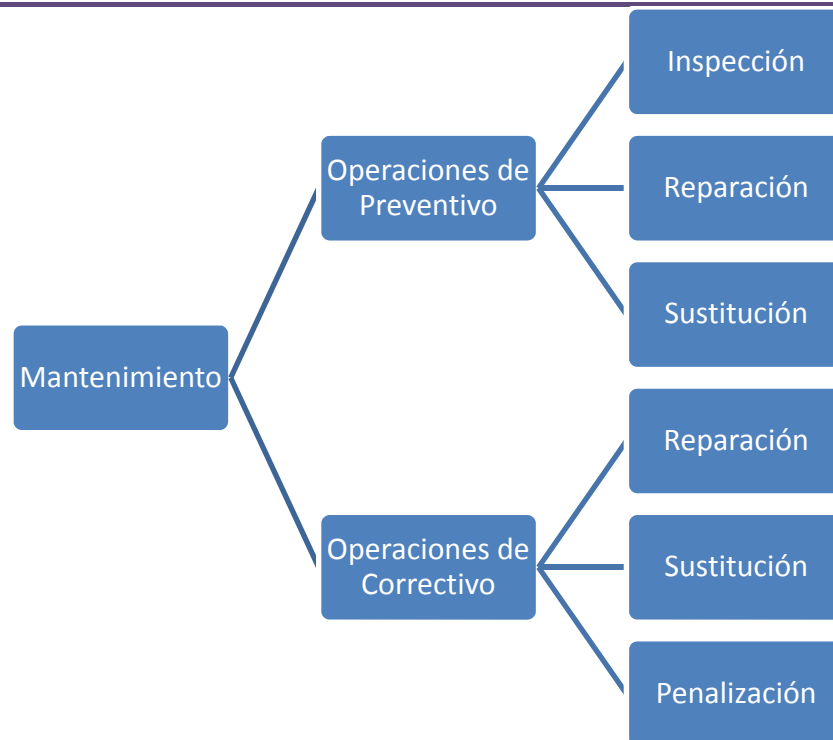 Inspección
Operaciones de
Preventivo
Reparación
Sustitución
Mantenimiento
Reparación
Operaciones de
Correctivo
Sustitución
Penalización